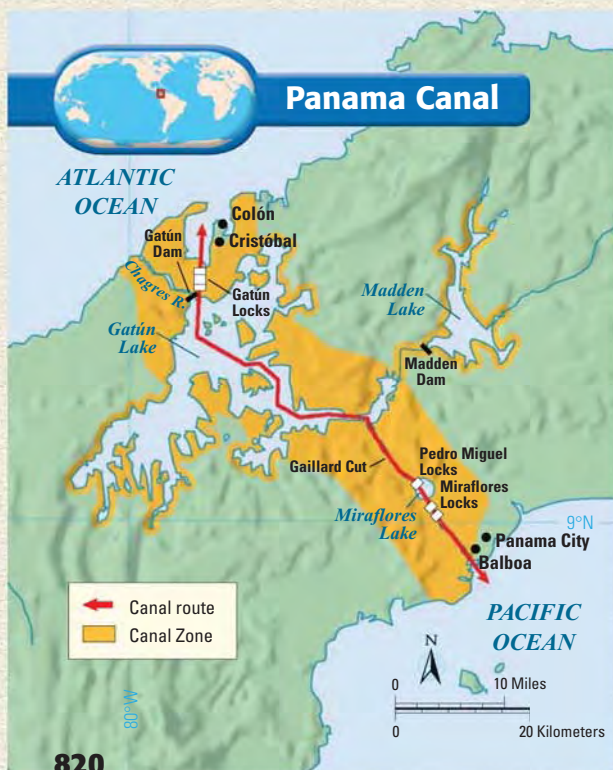 Panama Canal
ATLANTIC
OCEAN
Colón
Cristóbal
Gatún
Dam
Chagres R.
Gatún
Locks
Gatún
Lake
Madden
Lake
Madden
Dam
Gaillard Cut
Pedro Miguel
Locks
Miraflores
Locks
Miraflores
Lake
9°N
Panama City
Balboa
Canal route
Canal Zone
PACIFIC
OCEAN
N
0 10 Miles
0 20 Kilometers
80°W
820